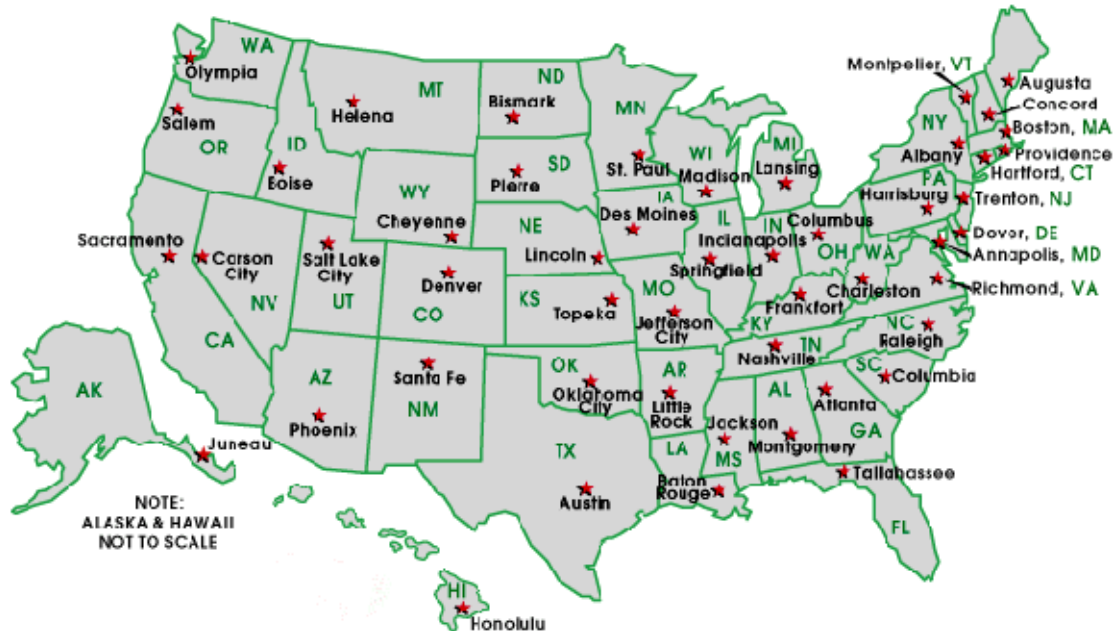 WA
Olympia
MT
Helena
ND
Bismark
MN
Montpelier, VT
Augusta
Concord
Boston, MA
Providence
Hartford, CT
NY
Albany
Salem
OR
ID
Boise
WY
Cheyenne
SD
Pierre
St. Paul
WI
Madison
MI
Lansing
PA
Harrisburg
Trenton, NJ
Dover, DE
Annapolis, MD
Richmond, VA
IA
Des Moines
NE
Lincoln
IL
Springfield
IN
Indianapolis
Columbus
OH
WA
Charleston
Sacramento
Carson
City
NV
CA
Salt Lake
City
UT
Denver
CO
KS
Topeka
MO
Jefferson
City
Frankfort
KY
NC
Raleigh
TN
Nashville
SC
Columbia
AZ
Phoenix
Santa Fe
NM
OK
Oklahoma
City
AR
Little
Rock
AL
Montgomery
Atlanta
GA
Jackson
MS
LA
Baton
Rouge
TX
Austin
Tallahassee
FL
AK
Juneau
NOTE:
ALASKA & HAWAII
NOT TO SCALE
HI
Honolulu